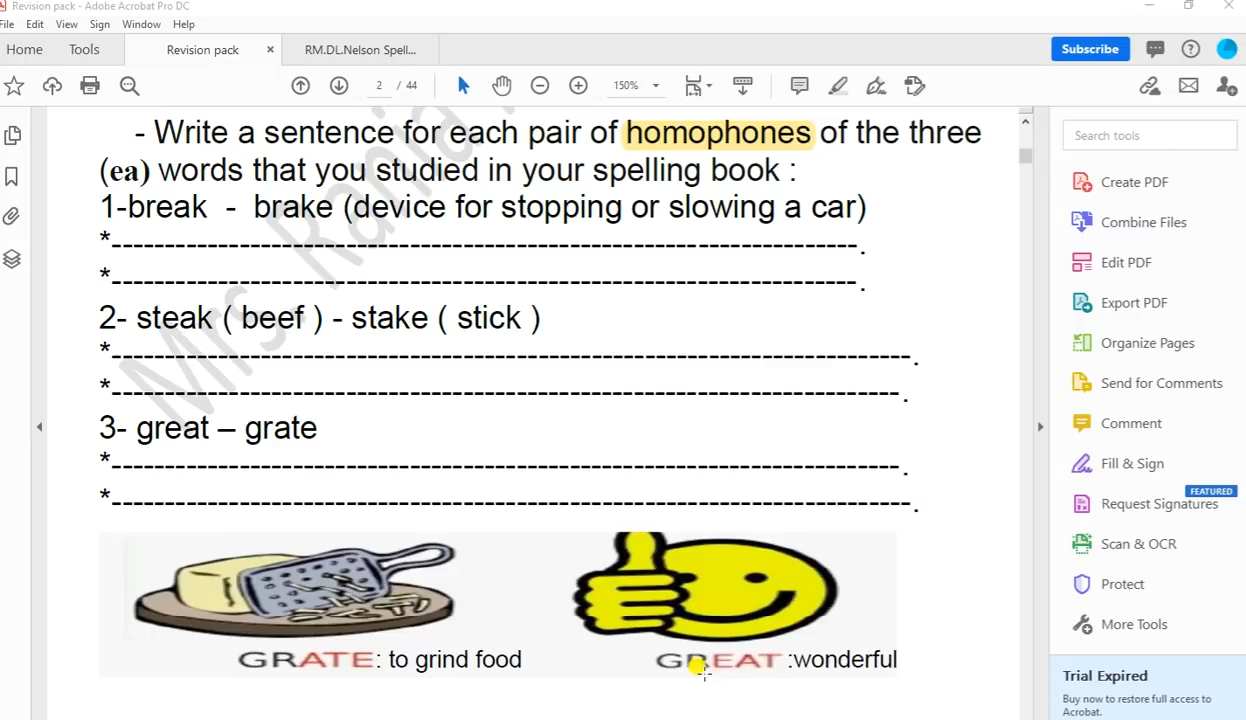 Revision pack - Adobe Acrobat Pro DC
File Edit View Sign Window Help
Home Tools Revision pack × RM.DL.Nelson Spell... Subscribe
2 / 44 150%
- Write a sentence for each pair of homophones of the three
(ea) words that you studied in your spelling book :
1-break - brake (device for stopping or slowing a car)
*--------------------------------------------------------------------.
*--------------------------------------------------------------------.
2- steak ( beef ) - stake ( stick )
*-------------------------------------------------------------------------.
*------------------------------------------------------------------------.
3- great – grate
*------------------------------------------------------------------------.
*-------------------------------------------------------------------------.
GRATE: to grind food
GREAT :wonderful
Mrs. Rania
Search tools
Create PDF
Combine Files
Edit PDF
Export PDF
Organize Pages
Send for Comments
Comment
Fill & Sign
FEATURED
Request Signatures
Scan & OCR
Protect
More Tools
Trial Expired
Buy now to restore full access to
Acrobat.